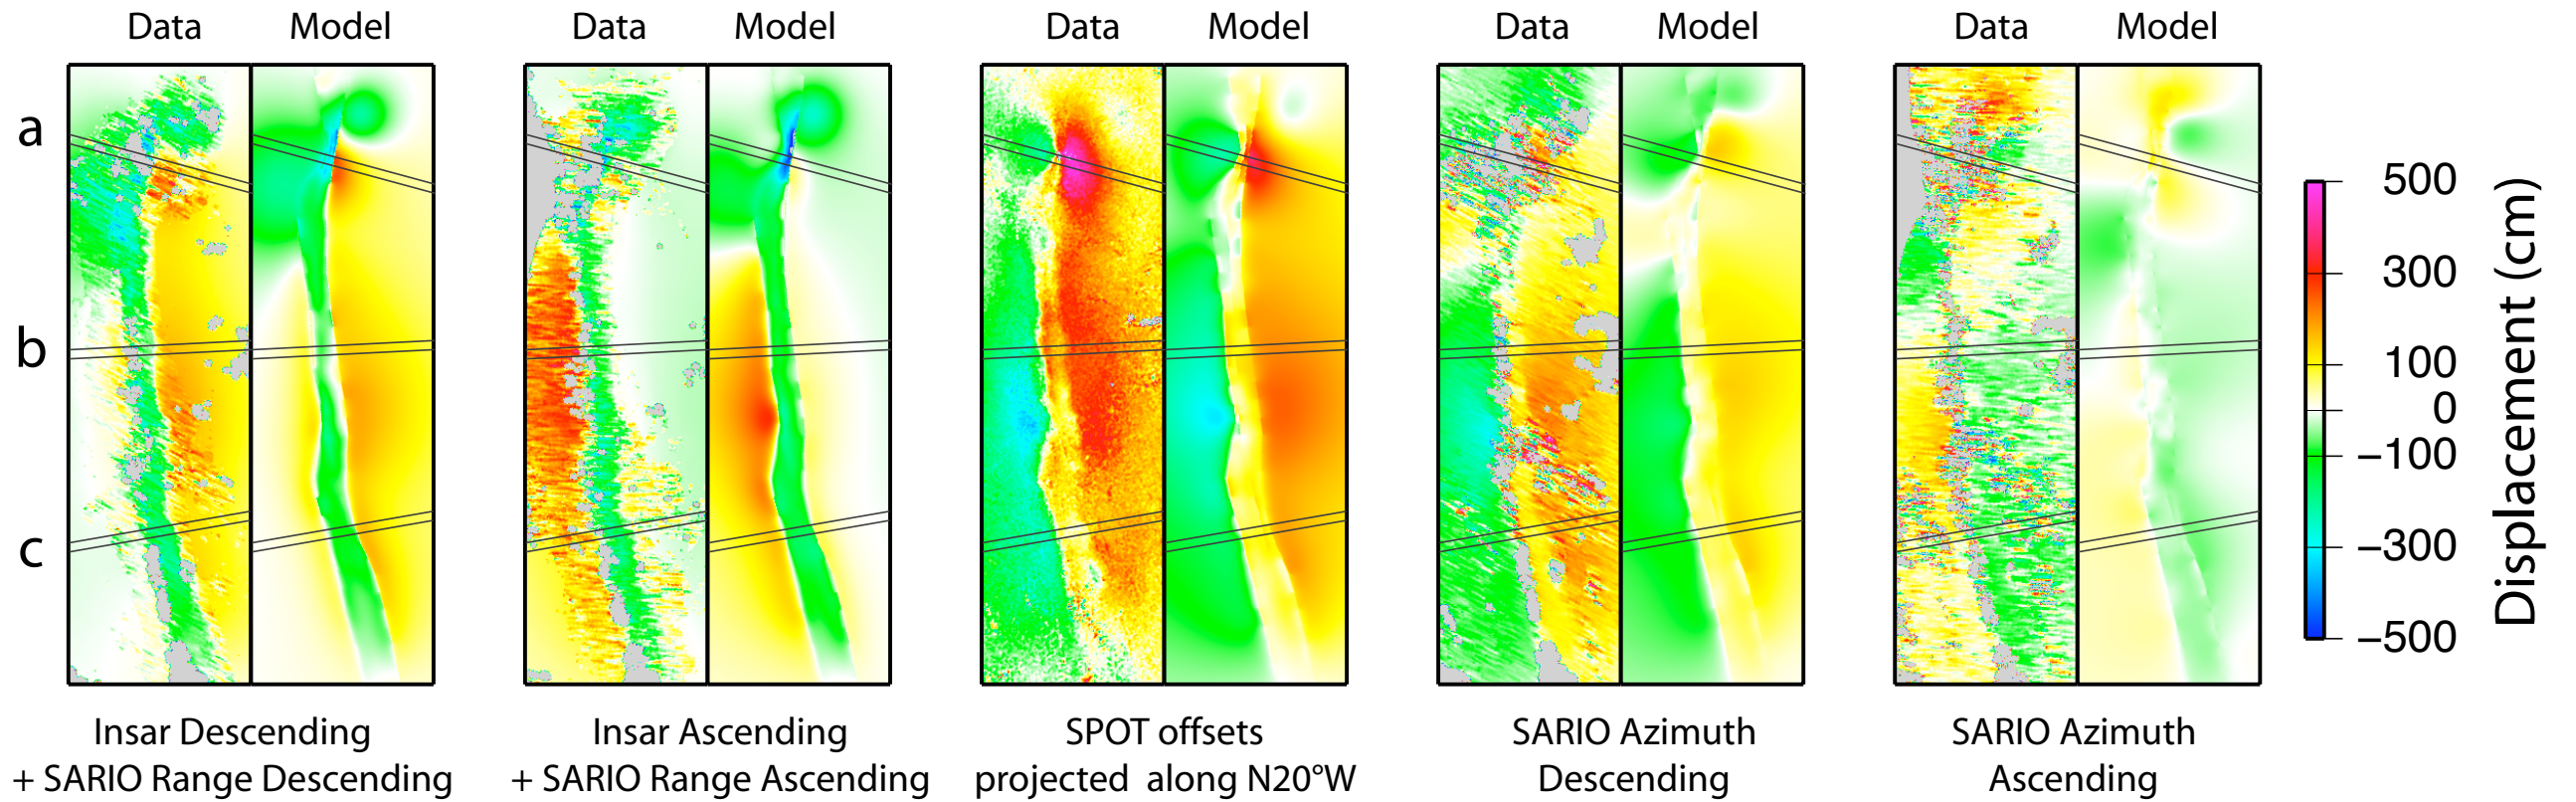 Data Model Data Model Data Model Data Model Data Model
a
b
c
500
300
100
0
−100
−300
−500
Displacement (cm)
Insar Descending
+ SARIO Range Descending
Insar Ascending
+ SARIO Range Ascending
SPOT offsets
projected along N20°W
SARIO Azimuth
Descending
SARIO Azimuth
Ascending